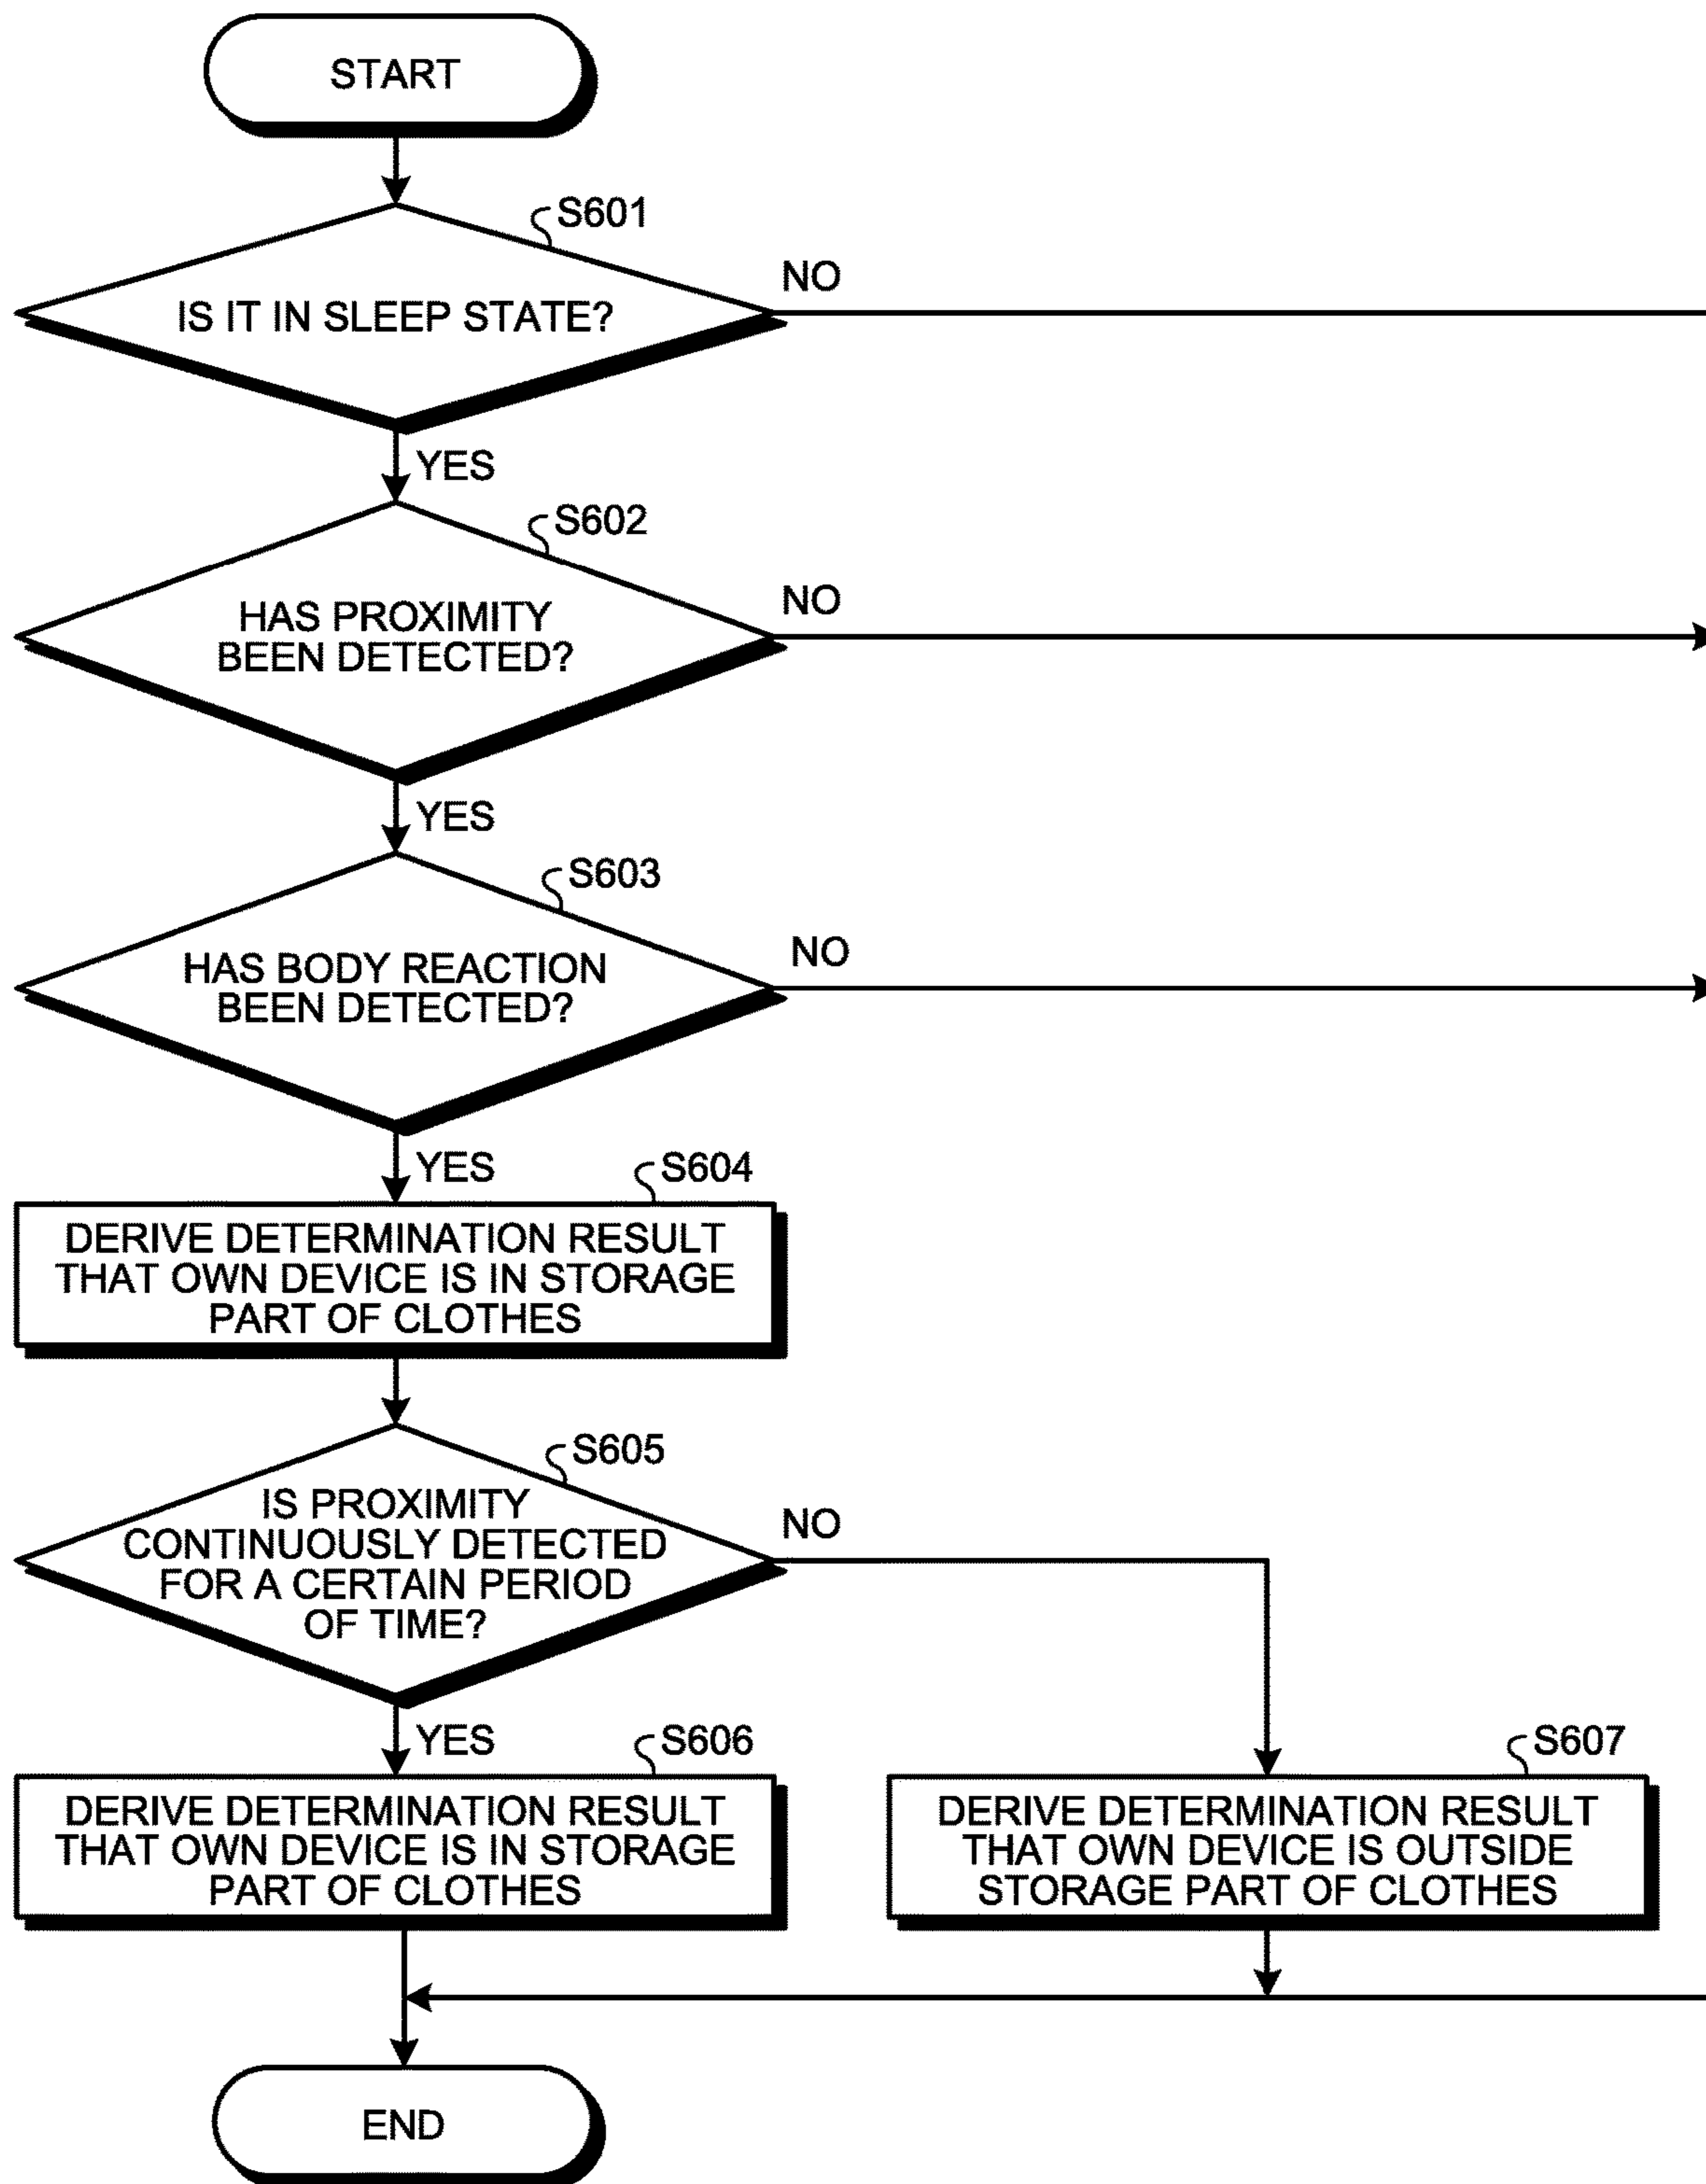 START
S601
IS IT IN SLEEP STATE?
NO
YES
S602
HAS PROXIMITY
BEEN DETECTED?
NO
YES
S603
HAS BODY REACTION
BEEN DETECTED?
NO
YES
S604
DERIVE DETERMINATION RESULT
THAT OWN DEVICE IS IN STORAGE
PART OF CLOTHES
S605
IS PROXIMITY
CONTINUOUSLY DETECTED
FOR A CERTAIN PERIOD
OF TIME?
NO
YES
S606
DERIVE DETERMINATION RESULT
THAT OWN DEVICE IS IN STORAGE
PART OF CLOTHES
S607
DERIVE DETERMINATION RESULT
THAT OWN DEVICE IS OUTSIDE
STORAGE PART OF CLOTHES
END